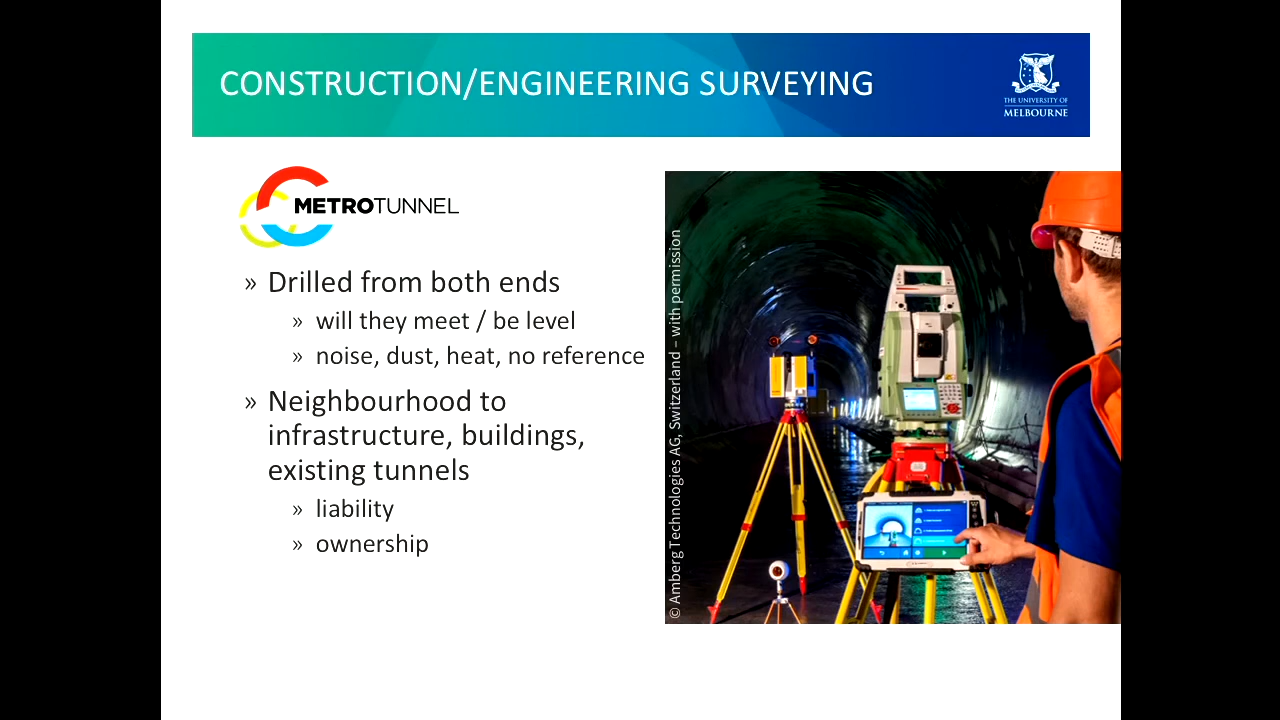 CONSTRUCTION/ENGINEERING SURVEYING
THE UNIVERSITY OF
MELBOURNE
METROTUNNEL
» Drilled from both ends
» will they meet / be level
» noise, dust, heat, no reference
» Neighbourhood to
infrastructure, buildings,
existing tunnels
» liability
» ownership
© Amberg Technologies AG, Switzerland – with permission